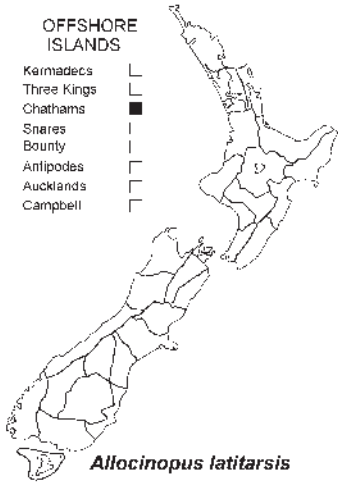 OFFSHORE
ISLANDS
Kermadecs
Three Kings
Chathams
Snares
Bounty
Antipodes
Aucklands
Campbell
Allocinopus latitarsis